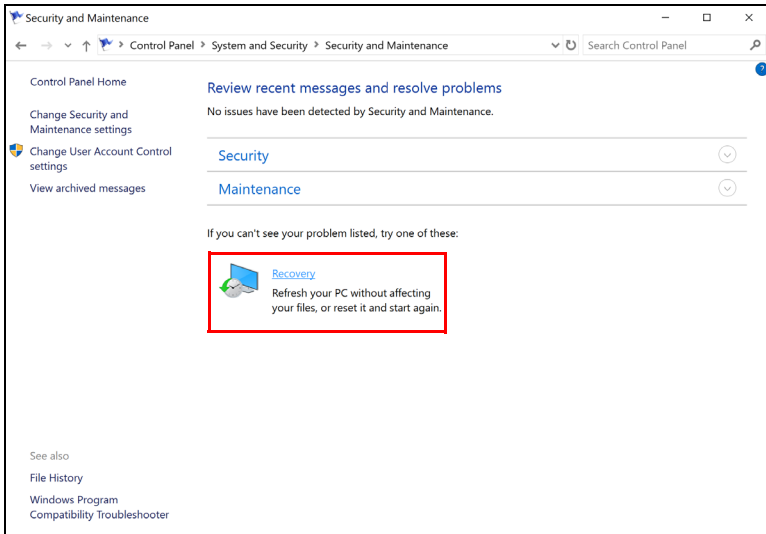 Security and Maintenance
Control Panel > System and Security > Security and Maintenance
Search Control Panel
?
Control Panel Home
Change Security and
Maintenance settings
Change User Account Control
settings
View archived messages
Review recent messages and resolve problems
No issues have been detected by Security and Maintenance.
Security
Maintenance
If you can't see your problem listed, try one of these:
Recovery
Refresh your PC without affecting
your files, or reset it and start again.
See also
File History
Windows Program
Compatibility Troubleshooter